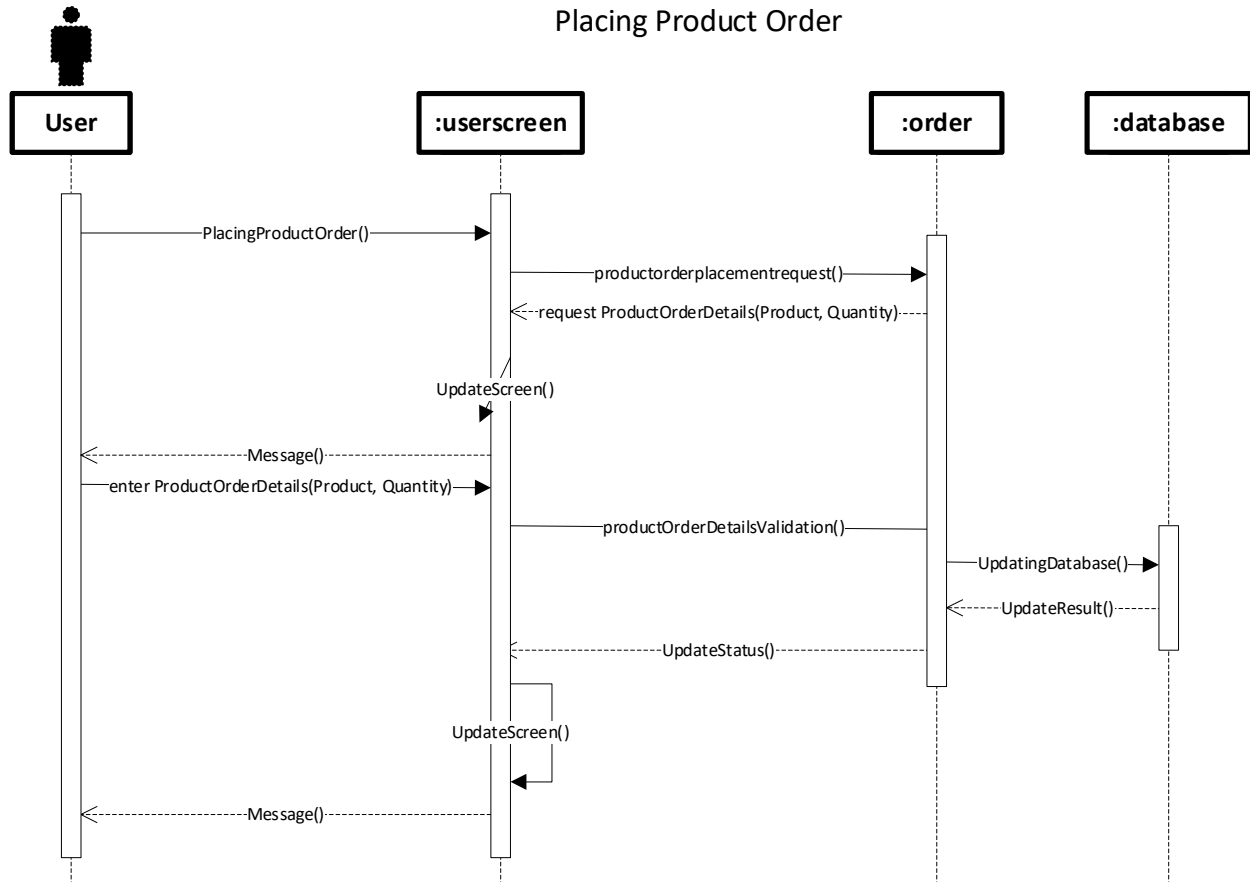 Placing Product Order
User
:userscreen
:order
:database
PlacingProductOrder()
productorderplacementrequest()
request ProductOrderDetails(Product, Quantity)
UpdateScreen()
Message()
enter ProductOrderDetails(Product, Quantity)
productOrderDetailsValidation()
UpdatingDatabase()
UpdateResult()
UpdateStatus()
UpdateScreen()
Message()